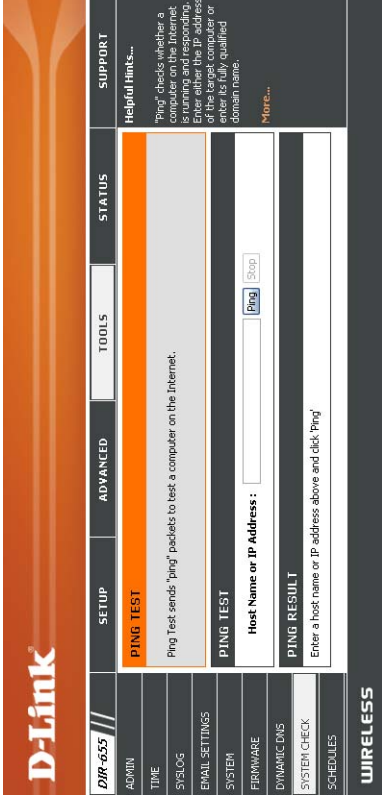 D-Link®
DIR-655
SETUP
ADVANCED
TOOLS
STATUS
SUPPORT
ADMIN
TIME
SYSLOG
EMAIL SETTINGS
SYSTEM
FIRMWARE
DYNAMIC DNS
SYSTEM CHECK
SCHEDULES
PING TEST
Ping Test sends "ping" packets to test a computer on the Internet.
PING TEST
Host Name or IP Address :
Ping
Stop
PING RESULT
Enter a host name or IP address above and click 'Ping'
Helpful Hints...
"Ping" checks whether a
computer on the Internet
is running and responding.
Enter either the IP address
of the target computer or
enter its fully qualified
domain name.
More...
WIRELESS